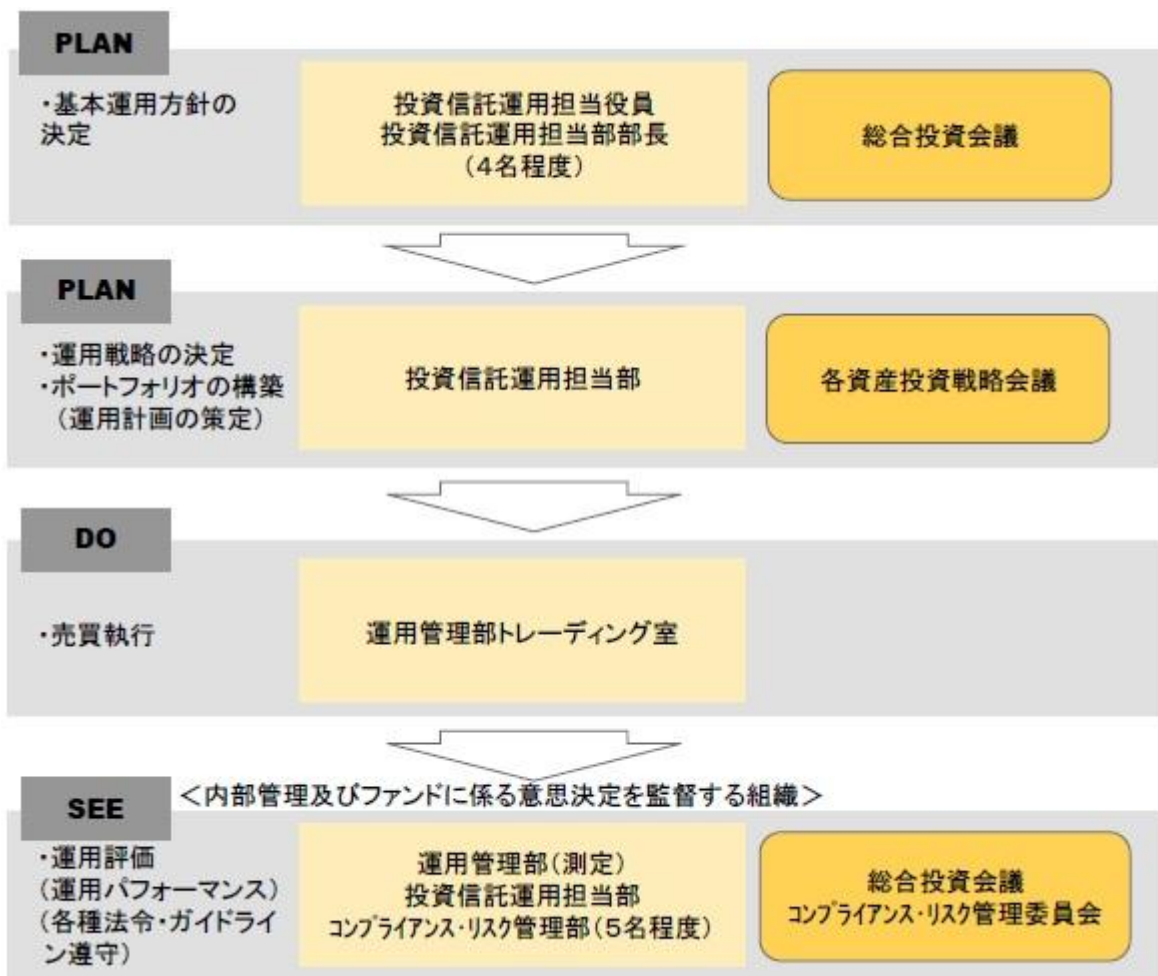 PLAN
・基本運用方針の
決定
投資信託運用担当役員
投資信託運用担当部部長
(4名程度)
総合投資会議
PLAN
・運用戦略の決定
・ポートフォリオの構築
(運用計画の策定)
投資信託運用担当部
各資産投資戦略会議
DO
・売買執行
運用管理部トレーディング室
SEE
<内部管理及びファンドに係る意思決定を監督する組織>
・運用評価
(運用パフォーマンス)
(各種法令・ガイドライ
ン遵守)
運用管理部(測定)
投資信託運用担当部
コンプライアンス・リスク管理部(5名程度)
総合投資会議
コンプライアンス・リスク管理委員会